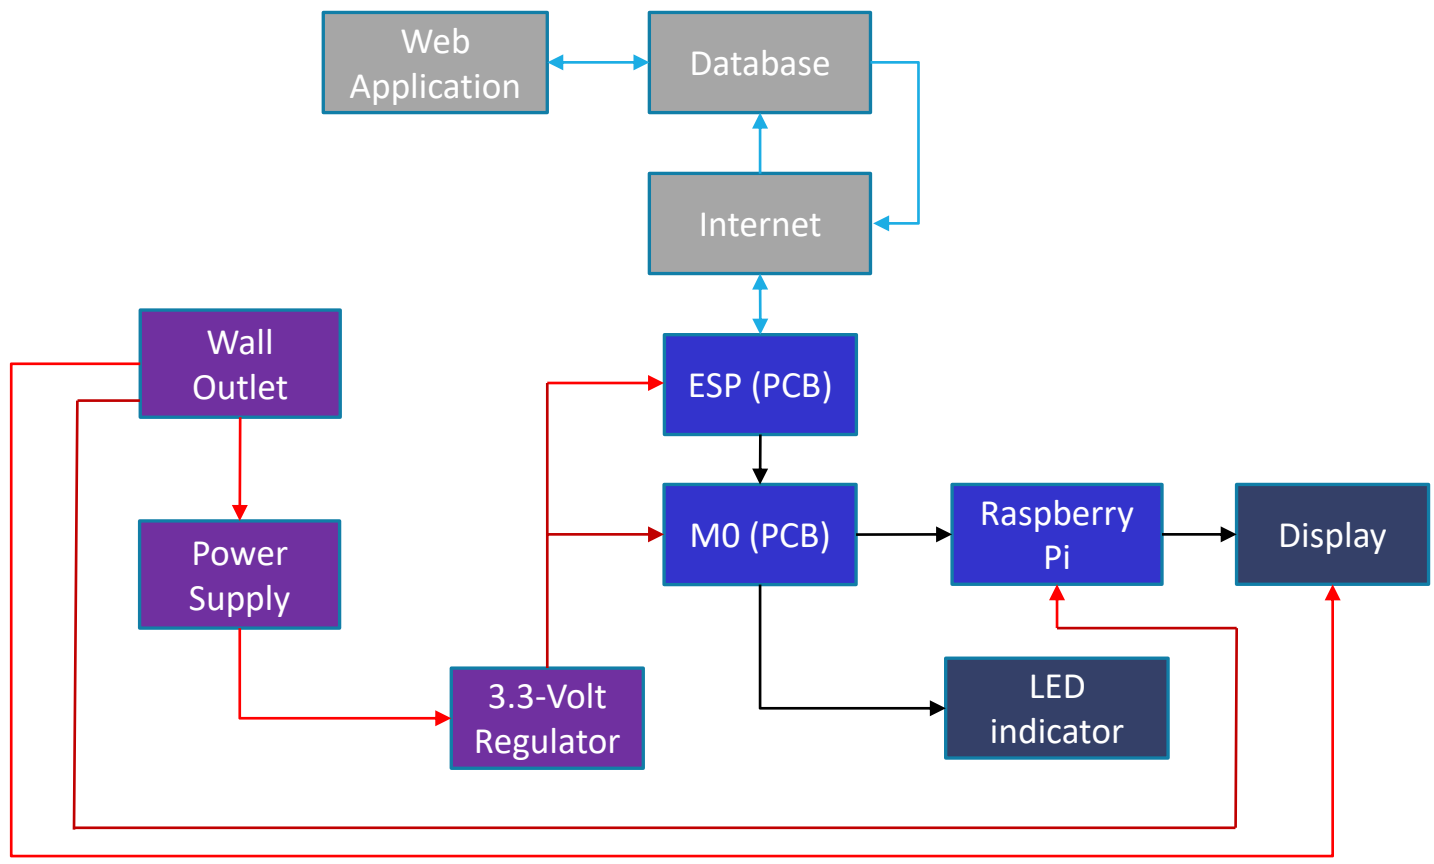 Web
Application
Database
Internet
Wall
Outlet
ESP (PCB)
Power
Supply
M0 (PCB)
Raspberry
Pi
Display
3.3-Volt
Regulator
LED
indicator